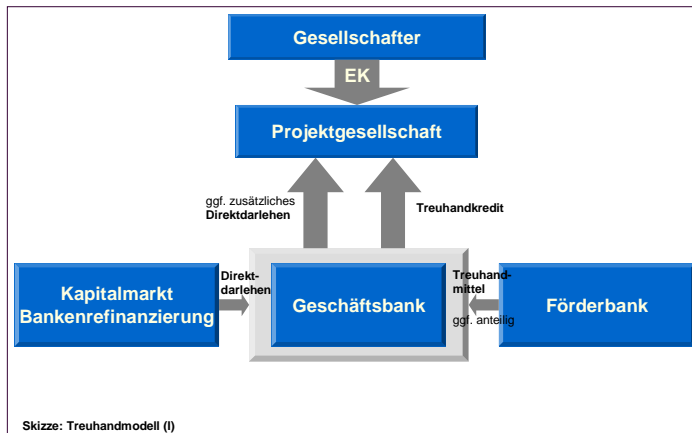 Gesellschafter
EK
Projektgesellschaft
ggf. zusätzliches
Direktdarlehen
Treuhandkredit
Kapitalmarkt
Bankenrefinanzierung
Direkt-
darlehen
Geschäftsbank
Treuhand-
mittel
ggf. anteilig
Förderbank
Skizze: Treuhandmodell (I)